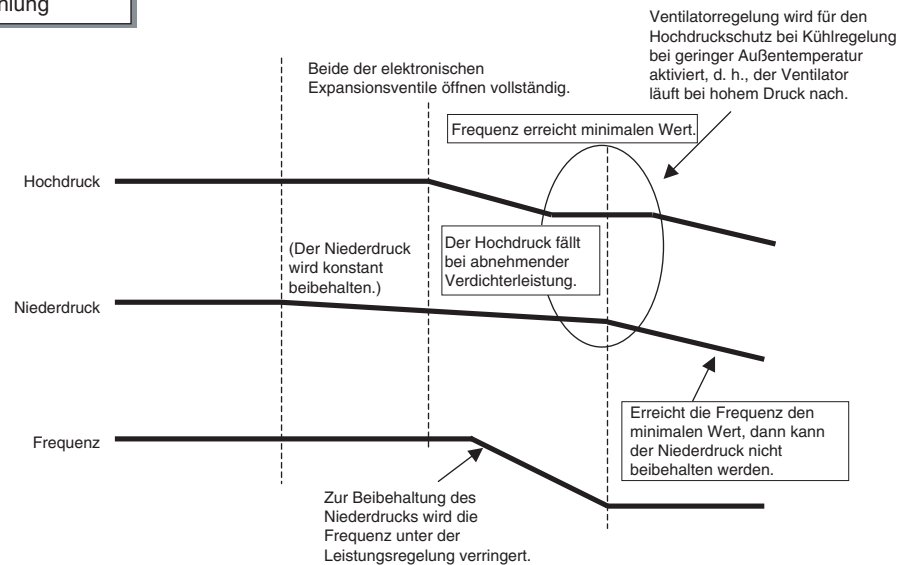 Ventilatorregelung wird für den
Hochdruckschutz bei Kühlregelung
bei geringer Außentemperatur
aktiviert, d. h., der Ventilator
läuft bei hohem Druck nach.
Beide der elektronischen
Expansionsventile öffnen vollständig.
Frequenz erreicht minimalen Wert.
Hochdruck
(Der Niederdruck
wird konstant
beibehalten.)
Der Hochdruck fällt
bei abnehmender
Verdichterleistung.
Niederdruck
Erreicht die Frequenz den
minimalen Wert, dann kann
der Niederdruck nicht
beibehalten werden.
Frequenz
Zur Beibehaltung des
Niederdrucks wird die
Frequenz unter der
Leistungsregelung verringert.